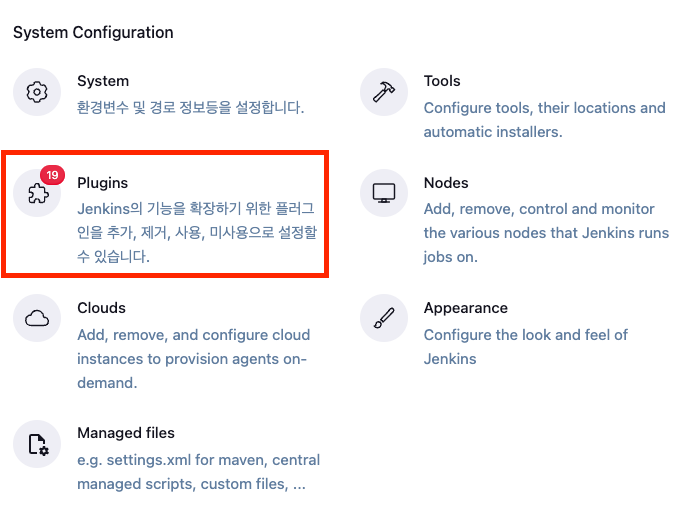 System Configuration
System
환경변수 및 경로 정보등을 설정합니다.
Tools
Configure tools, their locations and
automatic installers.
19
Plugins
Jenkins의 기능을 확장하기 위한 플러그
인을 추가, 제거, 사용, 미사용으로 설정할
수 있습니다.
Nodes
Add, remove, control and monitor
the various nodes that Jenkins runs
jobs on.
Clouds
Add, remove, and configure cloud
instances to provision agents on-
demand.
Appearance
Configure the look and feel of
Jenkins
Managed files
e.g. settings.xml for maven, central
managed scripts, custom files, ...